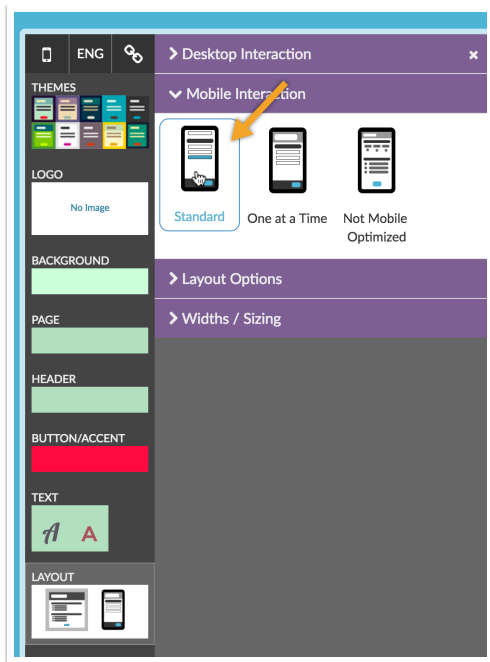 ENG
Desktop Interaction
×
THEMES
Mobile Interaction
LOGO
No Image
Standard
One at a Time
Not Mobile
Optimized
BACKGROUND
Layout Options
PAGE
Widths / Sizing
HEADER
BUTTON/ACCENT
TEXT
A A
LAYOUT